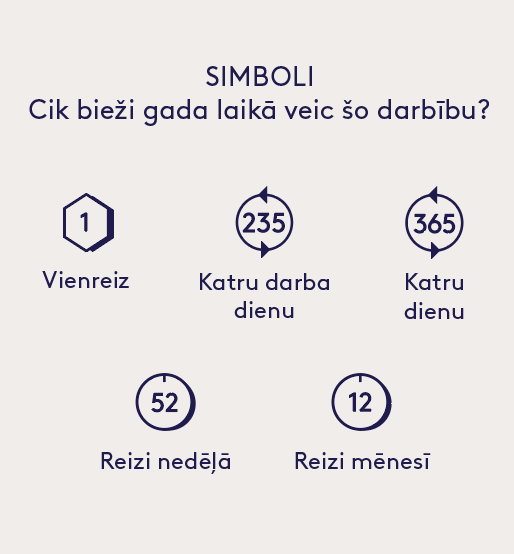 SIMBOLI
Cik bieži gada laikā veic šo darbību?
1
Vienreiz
235
Katru darba
dienu
365
Katru
dienu
52
Reizi nedēļā
12
Reizi mēnesī